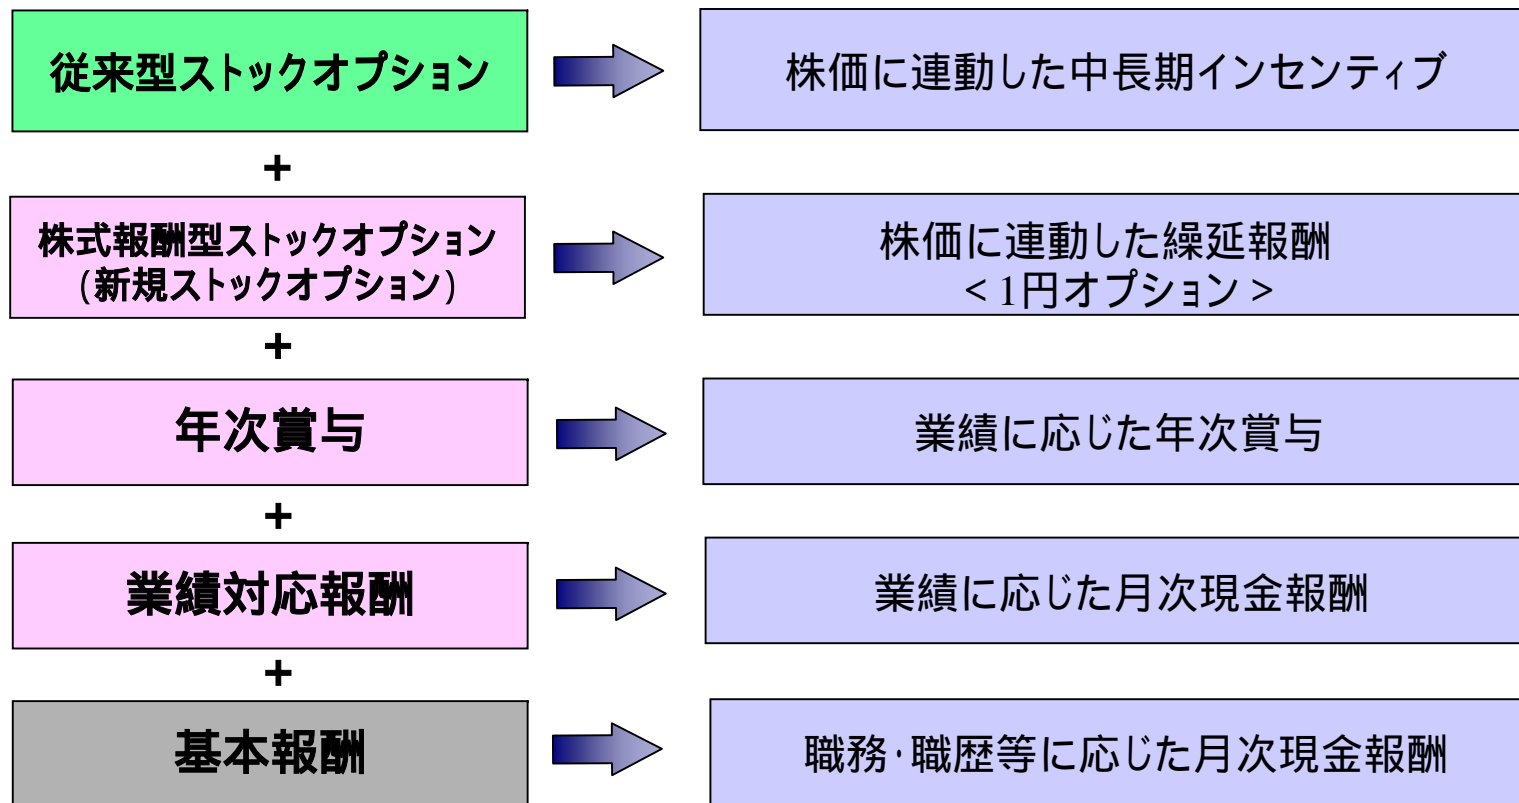 従来型ストックオプション
株価に連動した中長期インセンティブ
+
株式報酬型ストックオプション
(新規ストックオプション)
株価に連動した繰延報酬
<1円オプション>
+
年次賞与
業績に応じた年次賞与
+
業績対応報酬
業績に応じた月次現金報酬
+
基本報酬
職務・職歴等に応じた月次現金報酬